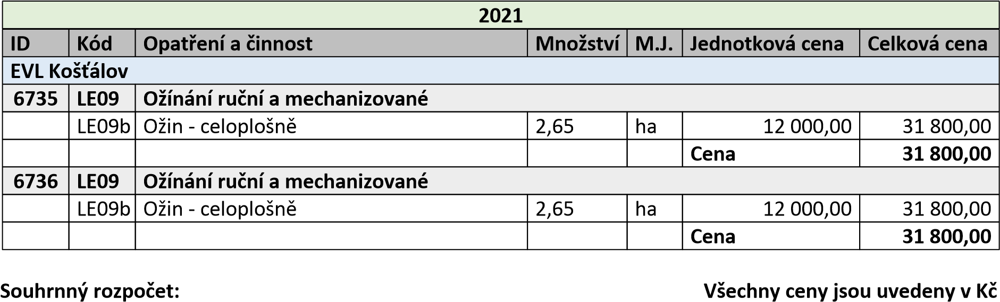 2021
ID Kód Opatření a činnost Množství M.J. Jednotková cena Celková cena
EVL Košťálov
6735 LE09 Ožínání ruční a mechanizované
LE09b Ožin - celoplošně 2,65 ha 12 000,00 31 800,00
Cena 31 800,00
6736 LE09 Ožínání ruční a mechanizované
LE09b Ožin - celoplošně 2,65 ha 12 000,00 31 800,00
Cena 31 800,00
Souhrnný rozpočet: Všechny ceny jsou uvedeny v Kč